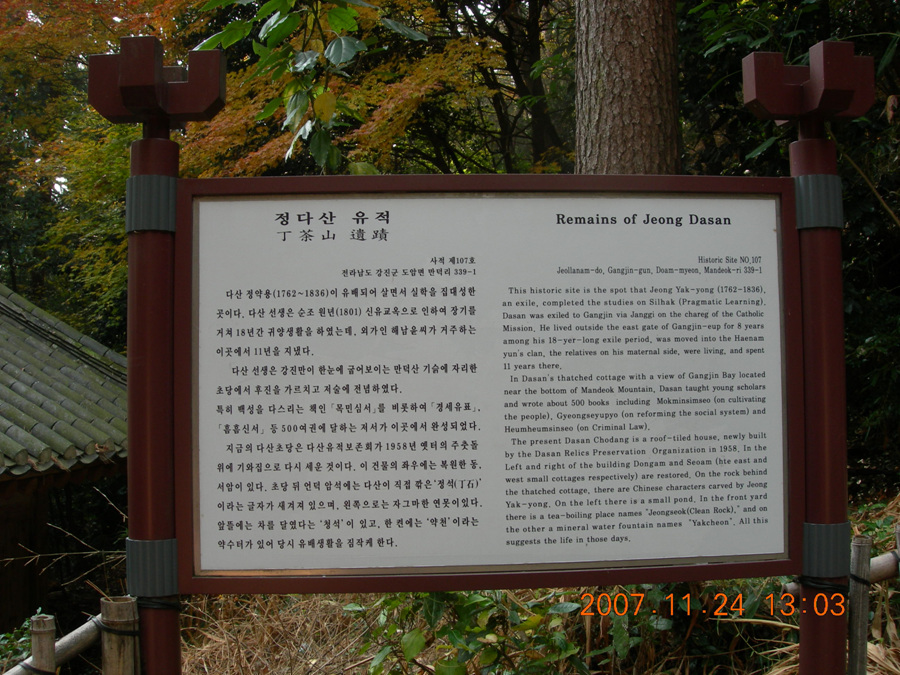 정다산 유적
丁茶山 遺蹟
사적 제107호
전라남도 강진군 도암면 만덕리 339-1
다산 정약용(1762~1836)이 유배되어 살면서 실학을 집대성한
곳이다. 다산 선생은 순조 원년(1801) 신유교옥으로 인하여 장기를
거쳐 18년간 귀양생활을 하였는데, 외가인 해남윤씨가 거주하는
이곳에서 11년을 지냈다.
다산 선생은 강진만이 한눈에 굽어보이는 만덕산 기슭에 자리한
초당에서 후진을 가르치고 저술에 전념하였다.
특히 백성을 다스리는 책인「목민심서」를 비롯하여「경세유표」,
「흠흠신서」등 500여권에 달하는 저서가 이곳에서 완성되었다.
지금의 다산초당은 다산유적보존회가 1958년 옛터의 주춧돌
위에 기와집으로 다시 세운 것이다. 이 건물의 좌우에는 복원한 동,
서암이 있다. 초당 뒤 언덕 암석에는 다산이 직접 깎은‘정석(丁石)’
이라는 글자가 새겨져 있으며, 왼쪽으로는 자그마한 연못이있다.
앞뜰에는 차를 달였다는‘청석’이 있고, 한 켠에는‘약천’이라는
약수터가 있어 당시 유배생활을 짐작케 한다.
Remains of Jeong Dasan
Historic Site NO,107
Jeollanam-do, Gangjin-gun, Doam-myeon, Mandeok-ri 339-1
This historic site is the spot that Jeong Yak-yong (1762-1836),
an exile, completed the studies on Silhak (Pragmatic Learning).
Dasan was exiled to Gangjin via Janggi on the chareg of the Catholic
Mission. He lived outside the east gate of Gangjin-eup for 8 years
among his 18-yer-long exile period, was moved into the Haenam
yun's clan, the relatives on his maternal side, were living, and spent
11 years there.
In Dasan's thatched cottage with a view of Gangjin Bay located
near the bottom of Mandeok Mountain, Dasan taught young scholars
and wrote about 500 books including Mokminsimseo (on cultivating
the people), Gyeongseyupyo (on reforming the social system) and
Heumheumsinseo (on Criminal Law).
The present Dasan Chodang is a roof-tiled house, newly built
by the Dasan Relics Preservation Organization in 1958. In the
Left and right of the building Dongam and Seoam (hte east and
west small cottages respectively) are restored. On the rock behind
the thatched cottage, there are Chinese characters carved by Jeong
Yak-yong. On the left there is a small pond. In the front yard
there is a tea-boiling place names "Jeongseok(Clean Rock)," and on
the other a mineral water fountain names "Yakcheon". All this
suggests the life in those days.
2007.11.24 13:03